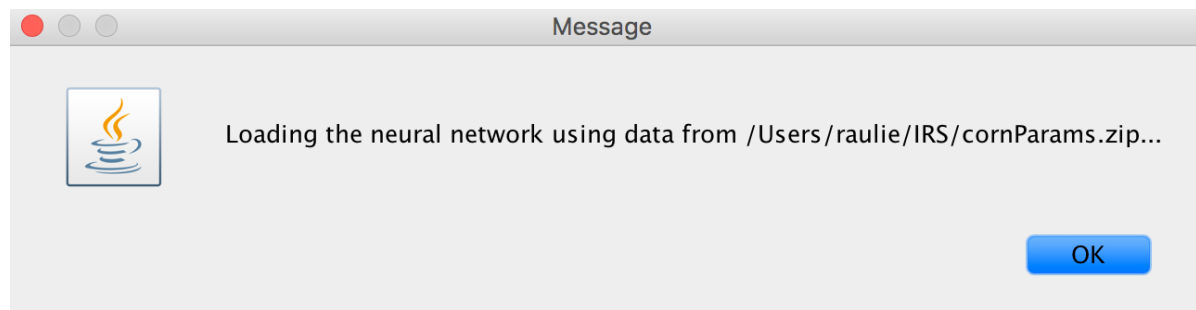 Message
Loading the neural network using data from /Users/raulie/IRS/cornParams.zip...
OK